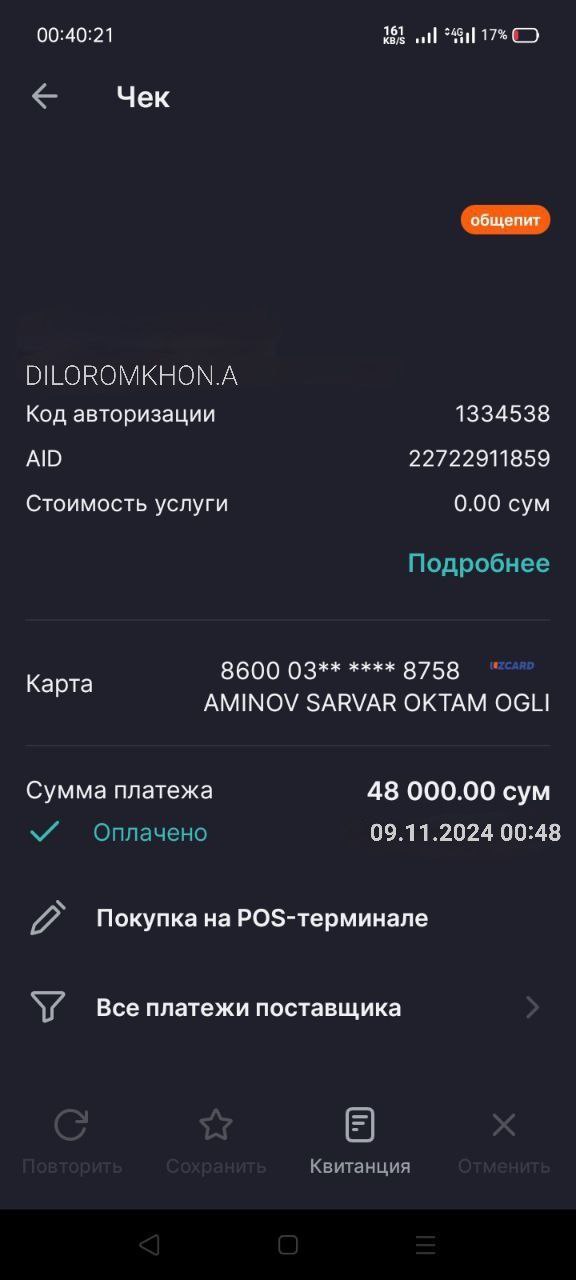 00:40:21 161 KB/S 4G 17%
Чек
общепит
DILOROMKHON.A
Код авторизации 1334538
AID 22722911859
Стоимость услуги 0.00 сум
Подробнее
Карта 8600 03** **** 8758 UZCARD
AMINOV SARVAR OKTAM OGLI
Сумма платежа 48 000.00 сум
Оплачено 09.11.2024 00:48
Покупка на POS-терминале
Все платежи поставщика
Повторить Сохранить Квитанция Отменить